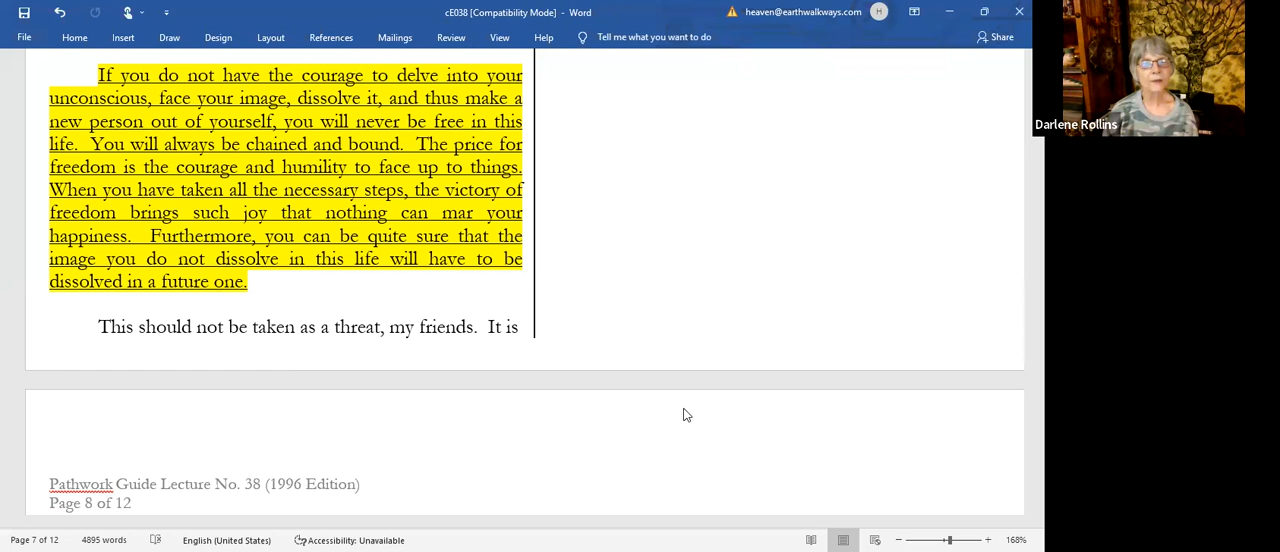 cE038 [Compatibility Mode] - Word
heaven@earthwalkways.com
H
File
Home
Insert
Draw
Design
Layout
References
Mailings
Review
View
Help
Tell me what you want to do
Share
If you do not have the courage to delve into your
unconscious, face your image, dissolve it, and thus make a
new person out of yourself, you will never be free in this
life. You will always be chained and bound. The price for
freedom is the courage and humility to face up to things.
When you have taken all the necessary steps, the victory of
freedom brings such joy that nothing can mar your
happiness. Furthermore, you can be quite sure that the
image you do not dissolve in this life will have to be
dissolved in a future one.
This should not be taken as a threat, my friends. It is
Pathwork Guide Lecture No. 38 (1996 Edition)
Page 8 of 12
Page 7 of 12
4895 words
English (United States)
Accessibility: Unavailable
168%
Darlene Rollins